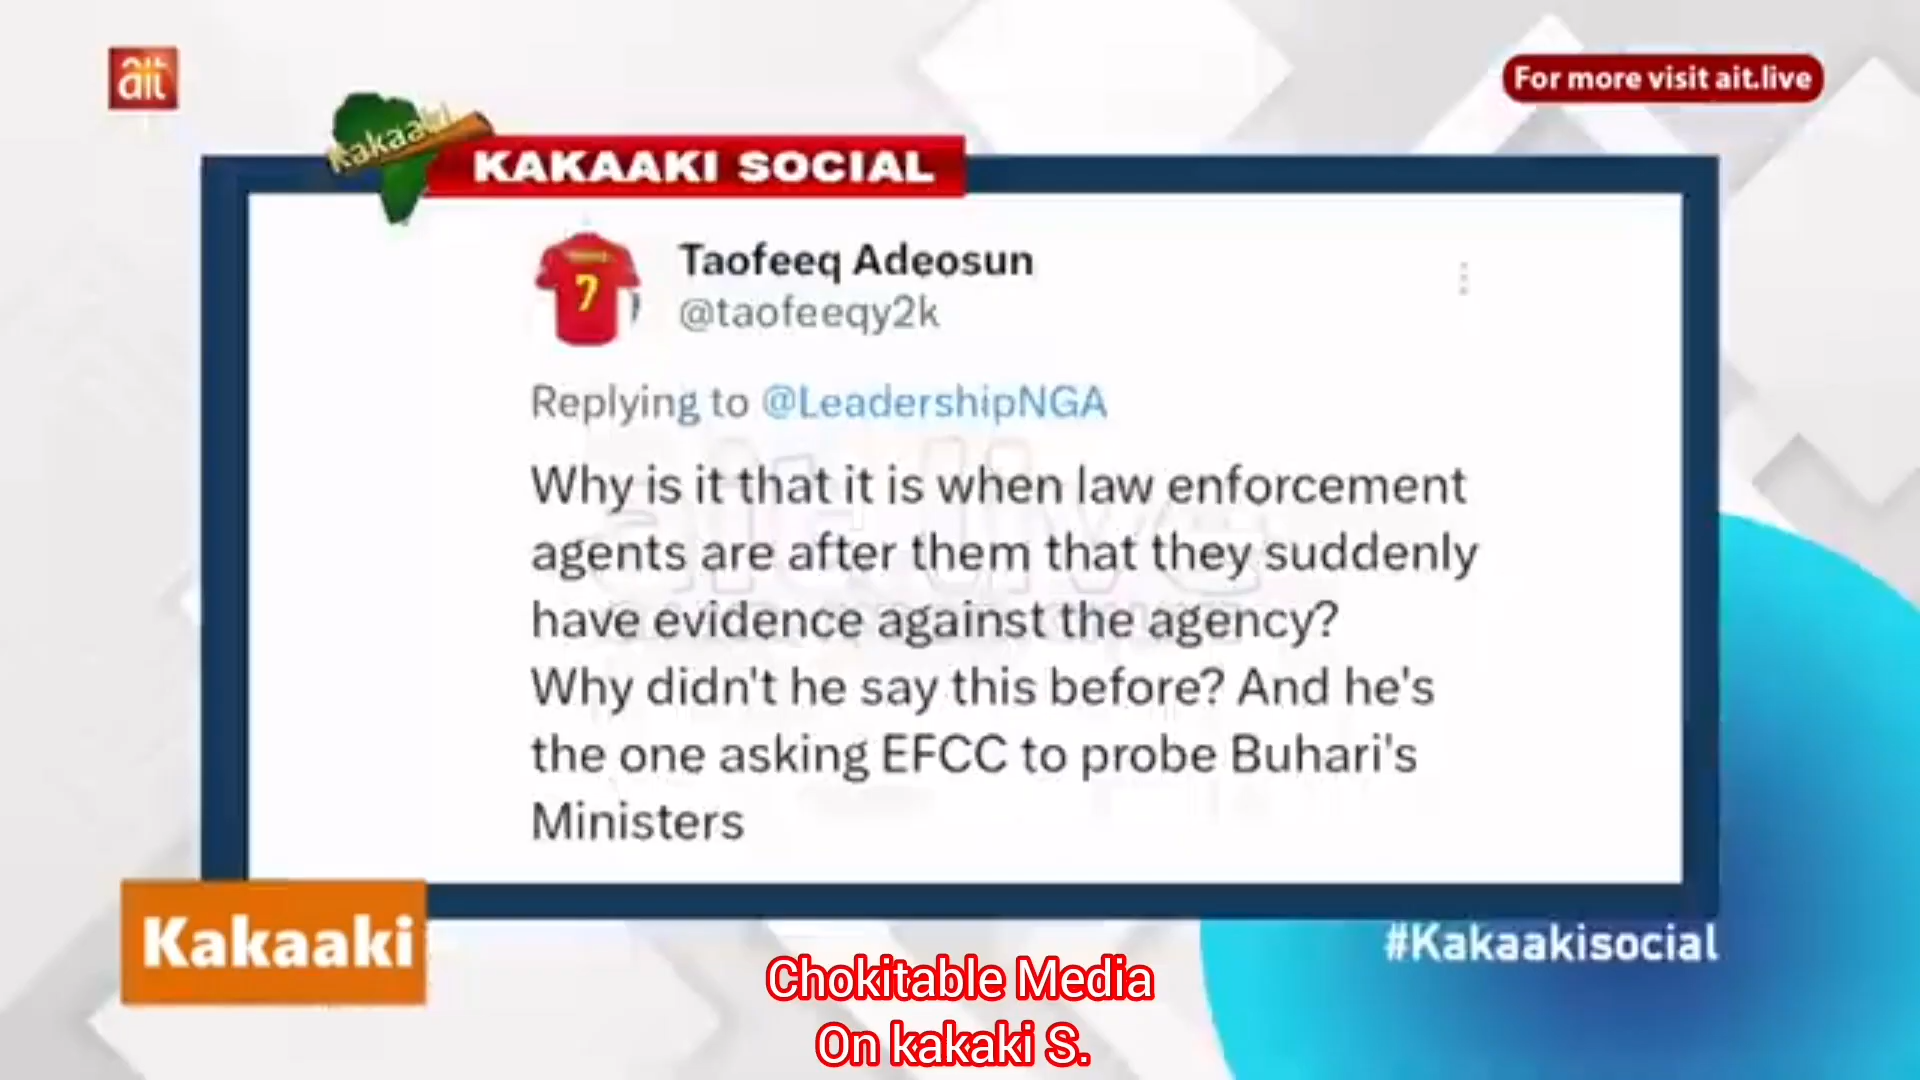 ait
For more visit ait.live
Kakaaki
KAKAAKI SOCIAL
7
Taofeeq Adeosun
@taofeeqy2k
Replying to @LeadershipNGA
Why is it that it is when law enforcement
agents are after them that they suddenly
have evidence against the agency?
Why didn't he say this before? And he's
the one asking EFCC to probe Buhari's
Ministers
ait.live
Kakaaki
#Kakaakisocial
Chokitable Media
On kakaki S.